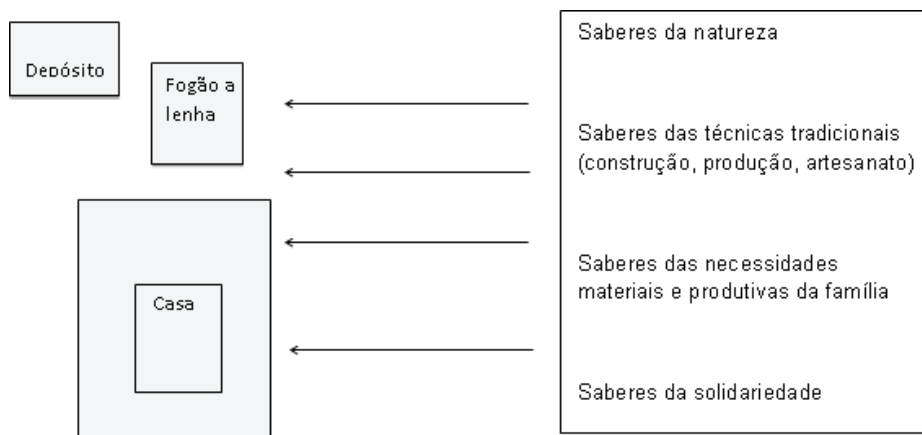 Depósito
Fogão a
lenha
Casa
Saberes da natureza
Saberes das técnicas tradicionais
(construção, produção, artesanato)
Saberes das necessidades
materiais e produtivas da família
Saberes da solidariedade